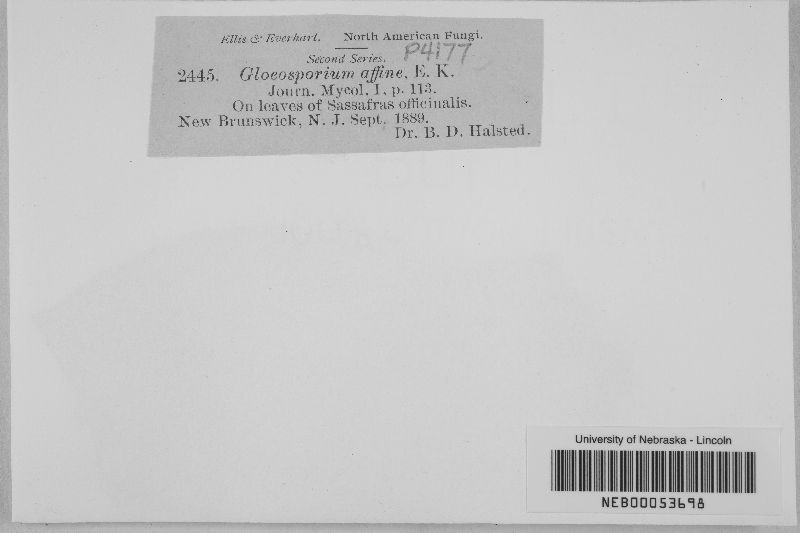 Ellis & Everhart. North American Fungi.
Second Series. P4177
2445. Gloeosporium affine, E. K.
Journ. Mycol. I, p. 113.
On leaves of Sassafras officinalis.
New Brunswick, N. J. Sept. 1889.
Dr. B. D. Halsted.
University of Nebraska - Lincoln
NEB00053698